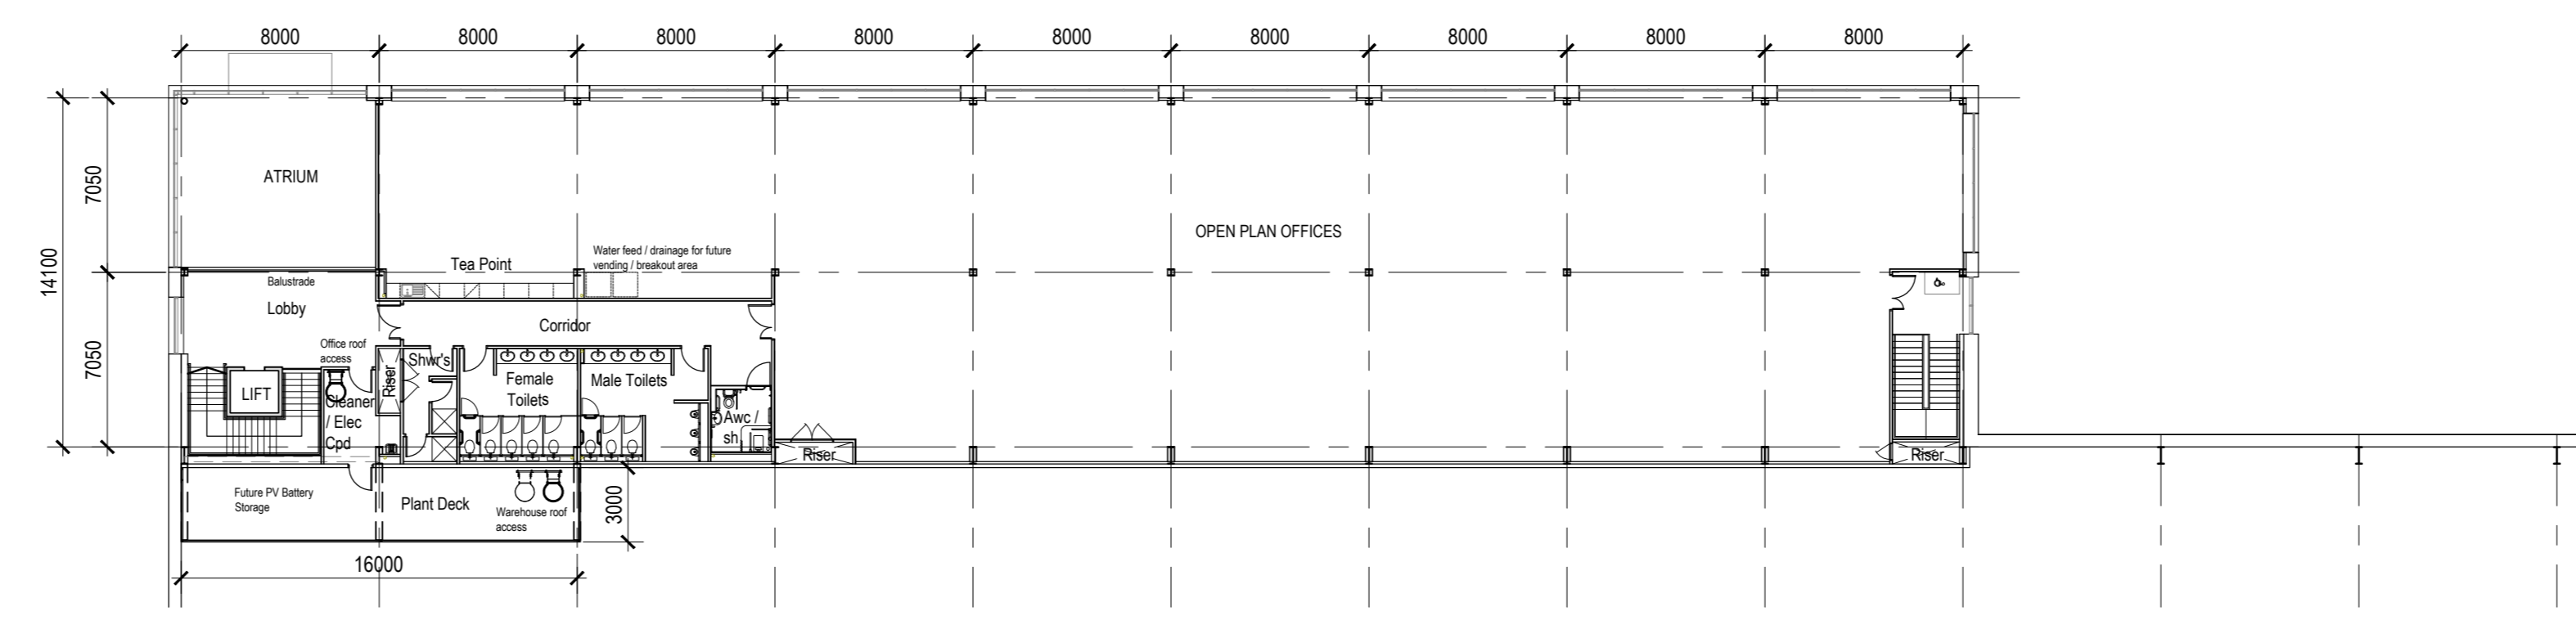 8000 8000 8000 8000 8000 8000 8000 8000 8000
7050
14100
7050
ATRIUM
OPEN PLAN OFFICES
Tea Point
Water feed / drainage for future
vending / breakout area
Balustrade
Lobby
Corridor
Office roof
access
Riser
Shwr's
Female
Toilets
Male Toilets
LIFT
Cleaner
/ Elec
Cpd
Awc /
sh
Riser
Riser
Future PV Battery
Storage
Plant Deck
Warehouse roof
access
3000
16000